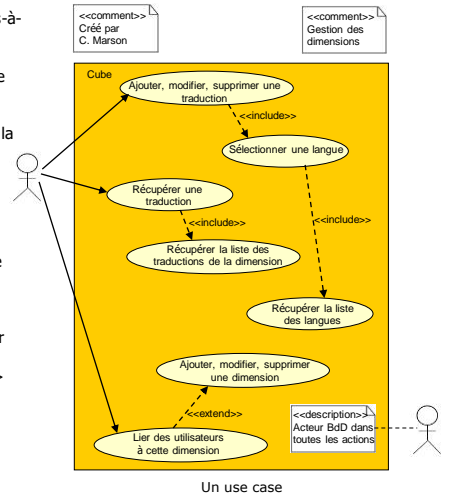 s-à-
<<comment>>
Créé par
C. Marson
<<comment>>
Gestion des
dimensions
e
la
e
r
Cube
Ajouter, modifier, supprimer une
traduction
<<include>>
Sélectionner une langue
Récupérer une
traduction
<<include>>
<<include>>
Récupérer la liste des
traductions de la dimension
Récupérer la liste
des langues
Ajouter, modifier, supprimer
une dimension
<<extend>>
Lier des utilisateurs
à cette dimension
<<description>>
Acteur BdD dans
toutes les actions
Un use case